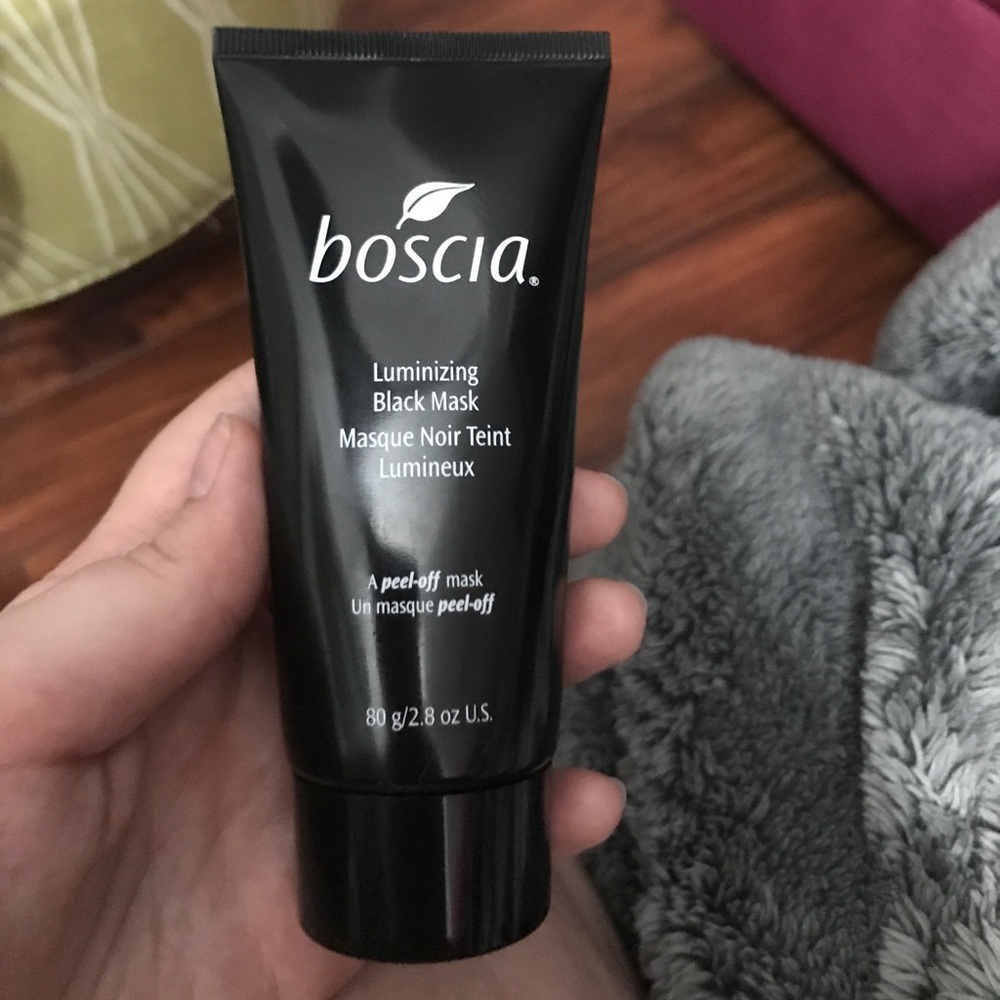 boscia®
Luminizing
Black Mask
Masque Noir Teint
Lumineux
A peel-off mask
Un masque peel-off
80 g/2.8 oz U.S.